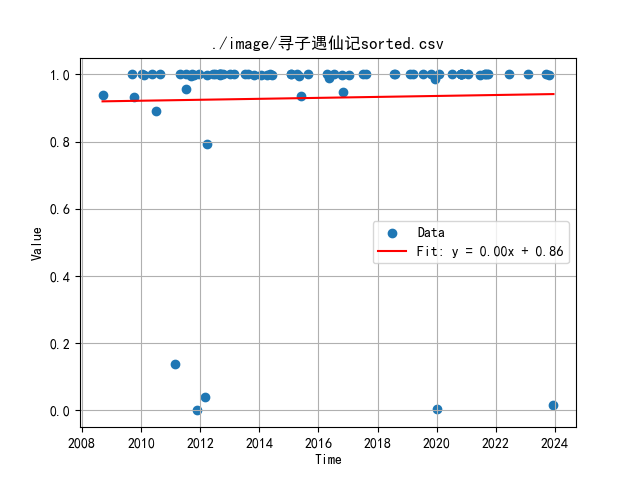 ./image/寻子遇仙记sorted.csv
1.0
0.8
0.6
0.4
0.2
0.0
Value
Data
Fit: y = 0.00x + 0.86
2008 2010 2012 2014 2016 2018 2020 2022 2024
Time